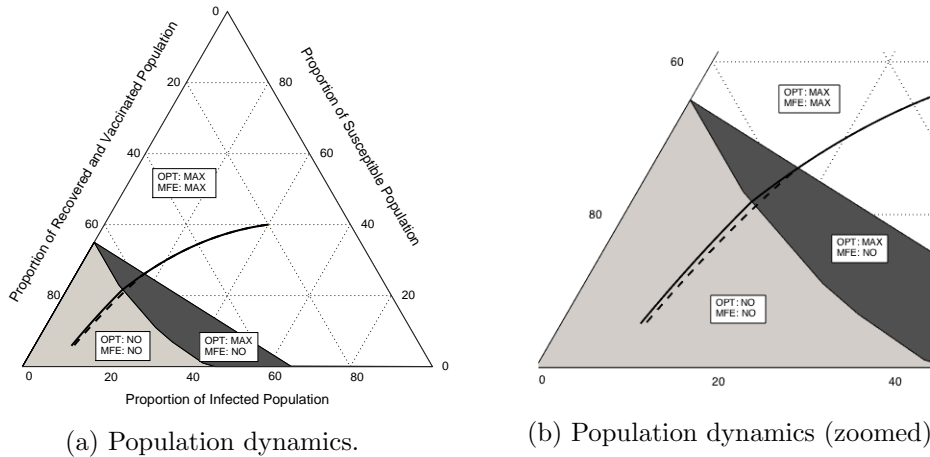 0
20
80
40
60
60
40
80
20
0
Proportion of Recovered and Vaccinated Population
Proportion of Susceptible Population
OPT: MAX
MFE: MAX
OPT: NO
MFE: NO
OPT: MAX
MFE: NO
0
20
40
60
80
Proportion of Infected Population
(a) Population dynamics.
60
80
OPT: MAX
MFE: MAX
OPT: MAX
MFE: NO
OPT: NO
MFE: NO
0
20
40
(b) Population dynamics (zoomed)